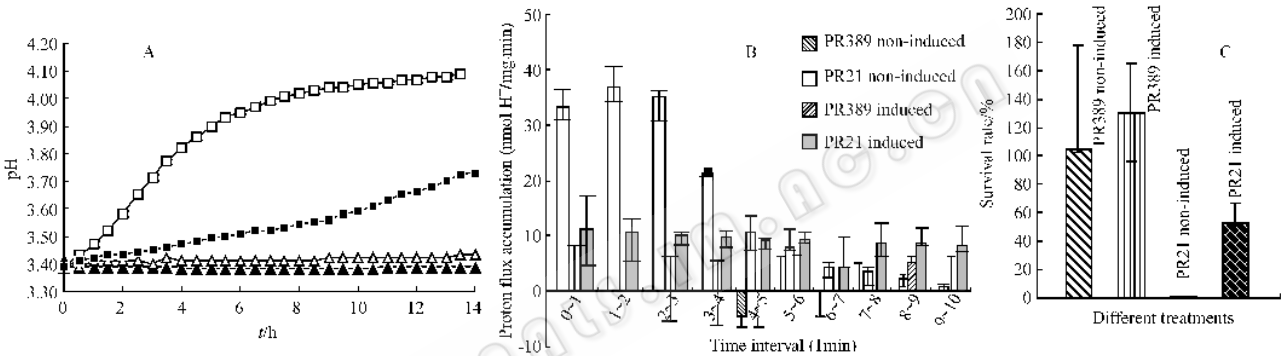 A
pH
4.20
4.10
4.00
3.90
3.80
3.70
3.60
3.50
3.40
3.30
0 2 4 6 8 10 12 14
t/h
B
Proton flux accumulation (nmol H⁺/mg·min)
50
40
30
20
10
0
-10
PR389 non-induced
PR21 non-induced
PR389 induced
PR21 induced
0~1 1~2 2~3 3~4 4~5 5~6 6~7 7~8 8~9 9~10
Time interval (1min)
C
Survival rate/%
200
180
160
140
120
100
80
60
40
20
0
PR389 non-induced
PR389 induced
PR21 non-induced
PR21 induced
Different treatments